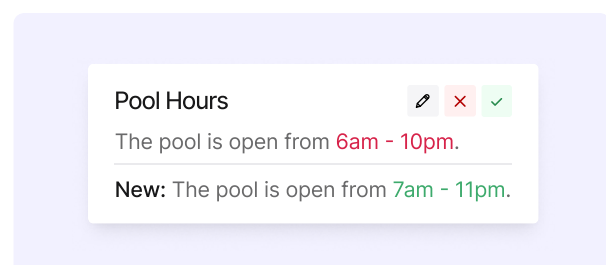 Pool Hours
The pool is open from 6am - 10pm.
New: The pool is open from 7am - 11pm.